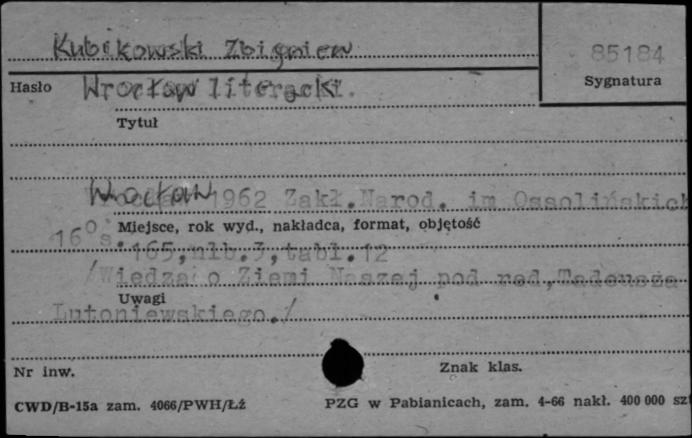 Kubikowski Zbigniew
85184
Hasło
Sygnatura
Wrocław literacki.
Tytuł
Wrocław 1962 Zakł.Narod. im Ossolińskich
Miejsce, rok wyd., nakładca, format, objętość
16° s.165,nlb.3,tabl.12
/Wiedza o Ziemi Naszej pod red.Tadeusza
Uwagi
Lutoniewskiego./
Nr inw.
Znak klas.
CWD/B-15a zam. 4066/PWH/Łź
PZG w Pabianicach, zam. 4-66 nakł. 400 000 szt